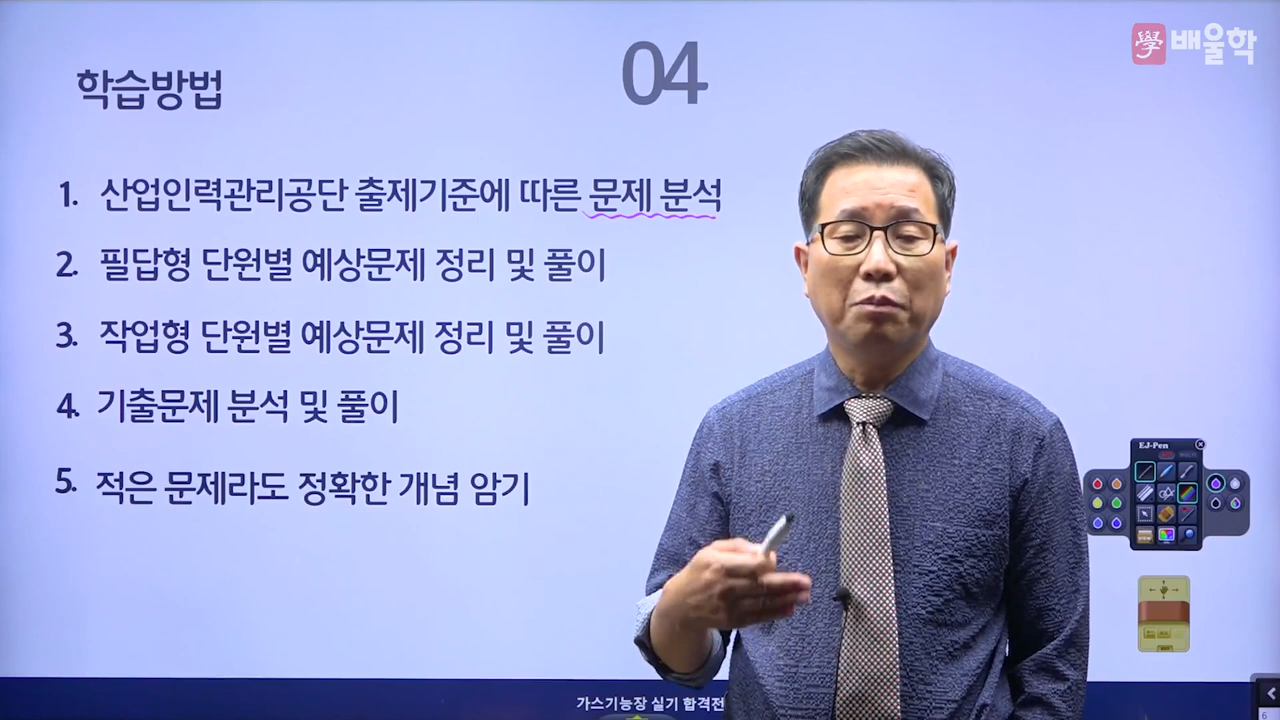 學 배울학
학습방법
04
1. 산업인력관리공단 출제기준에 따른 문제 분석
2. 필답형 단원별 예상문제 정리 및 풀이
3. 작업형 단원별 예상문제 정리 및 풀이
4. 기출문제 분석 및 풀이
5. 적은 문제라도 정확한 개념 암기
EJ-Pen
가스기능장 실기 합격전
6